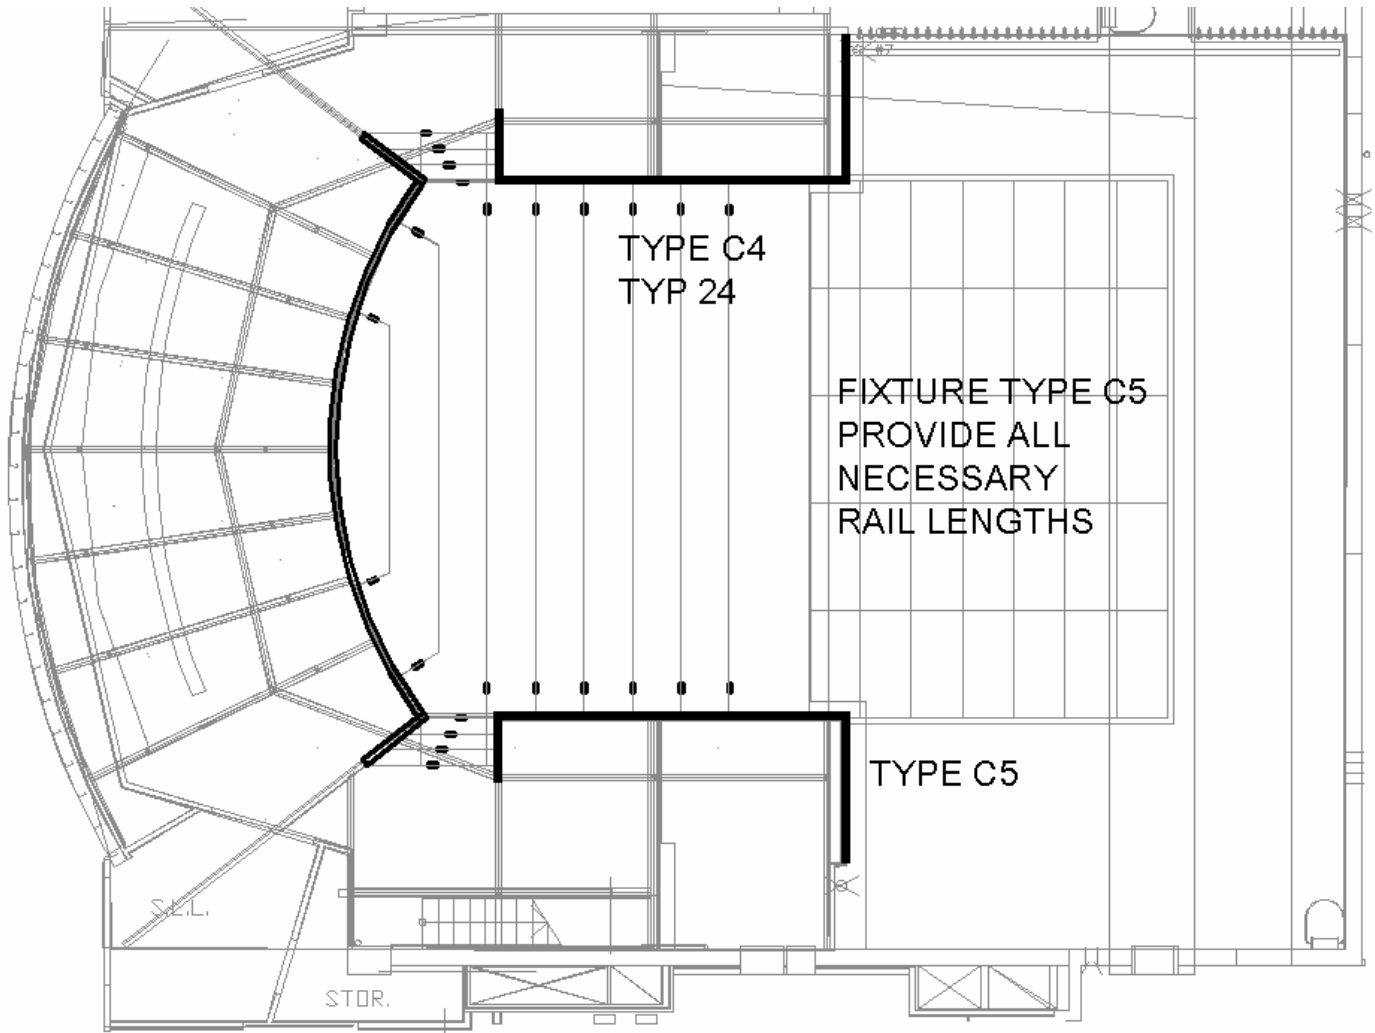 TYPE C4
TYP 24
FIXTURE TYPE C5
PROVIDE ALL
NECESSARY
RAIL LENGTHS
TYPE C5
S.L.L.
STOR.